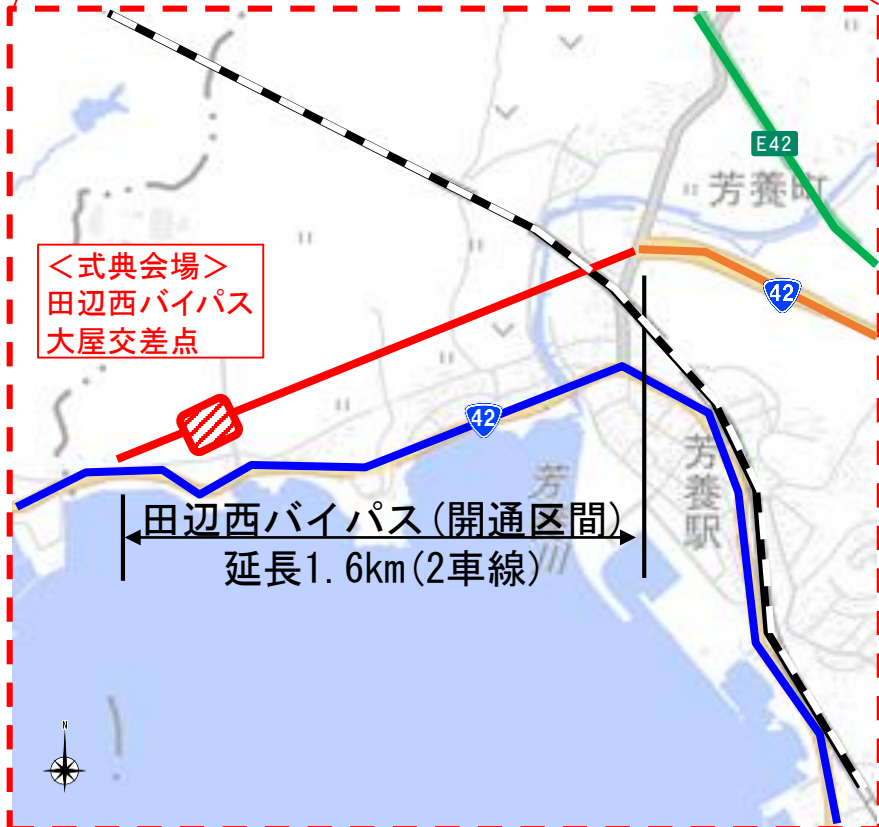 E42
芳養町
＜式典会場＞
田辺西バイパス
大屋交差点
42
42
芳養駅
芳養川
田辺西バイパス(開通区間)
延長1.6km(2車線)
N